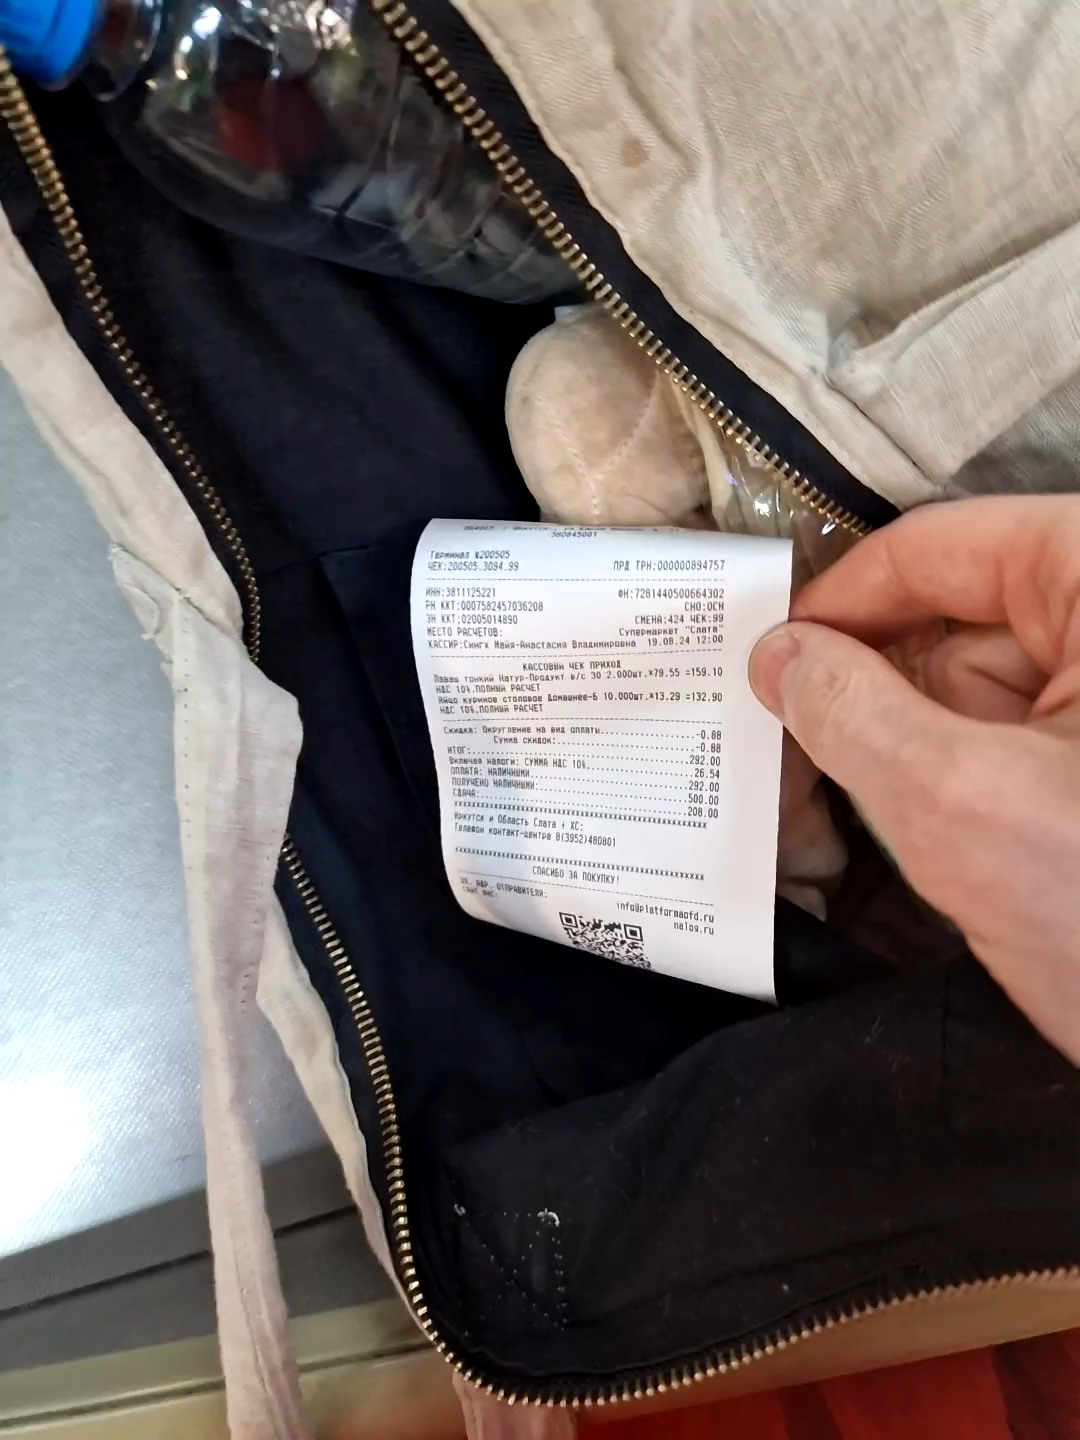 380845001
Терминал №200505
ЧЕК:200505.3094.99 ПРД ТРН:000000894757
ИНН:3811125221 ФН:7281440500664302
РН ККТ:0007582457036208 СНО:ОСН
ЗН ККТ:02005014890 СМЕНА:424 ЧЕК:99
МЕСТО РАСЧЕТОВ: Супермаркет "Слата"
КАССИР:Сингх Майя-Анастасия Владимировна 19.08.24 12:00
КАССОВЫЙ ЧЕК ПРИХОД
Лаваш тонкий Натур-Продукт в/с 30 2.000шт.*79.55 =159.10
НДС 10%,ПОЛНЫЙ РАСЧЕТ
Яйцо куриное столовое Домашнее-Б 10.000шт.*13.29 =132.90
НДС 10%,ПОЛНЫЙ РАСЧЕТ
Скидка: Округление на вид оплаты....................-0.88
Сумма скидок:....................-0.88
ИТОГ:....................292.00
Включая налоги: СУММА НДС 10%....................26.54
ОПЛАТА: НАЛИЧНЫМИ....................292.00
ПОЛУЧЕНО НАЛИЧНЫМИ:....................500.00
СДАЧА:....................208.00
Иркутск и Область Слата + ХС:
Телефон контакт-центра 8(3952)480801
СПАСИБО ЗА ПОКУПКУ!
ЭЛ. АДР. ОТПРАВИТЕЛЯ: info@platformaofd.ru
САЙТ ФНС: nalog.ru